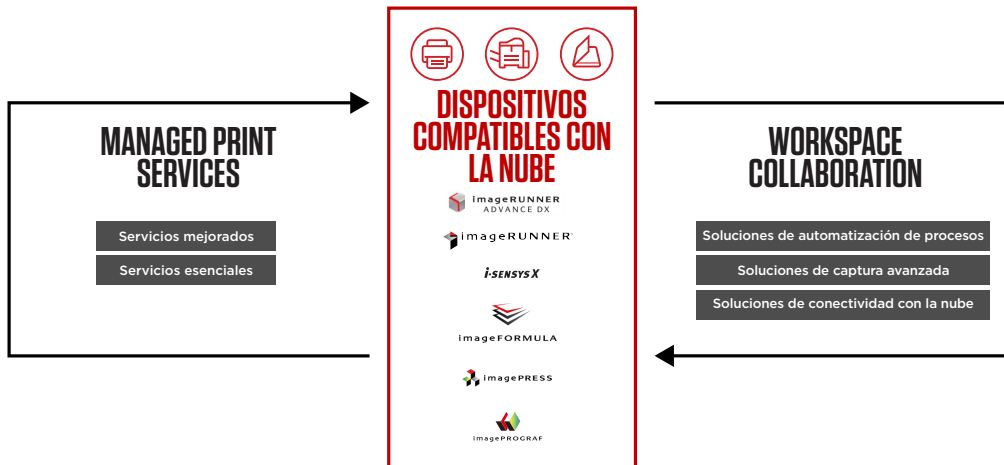 MANAGED PRINT
SERVICES
Servicios mejorados
Servicios esenciales
DISPOSITIVOS
COMPATIBLES CON
LA NUBE
imageRUNNER
ADVANCE DX
imageRUNNER
i-SENSYS X
imageFORMULA
imagePRESS
imagePROGRAF
WORKSPACE
COLLABORATION
Soluciones de automatización de procesos
Soluciones de captura avanzada
Soluciones de conectividad con la nube